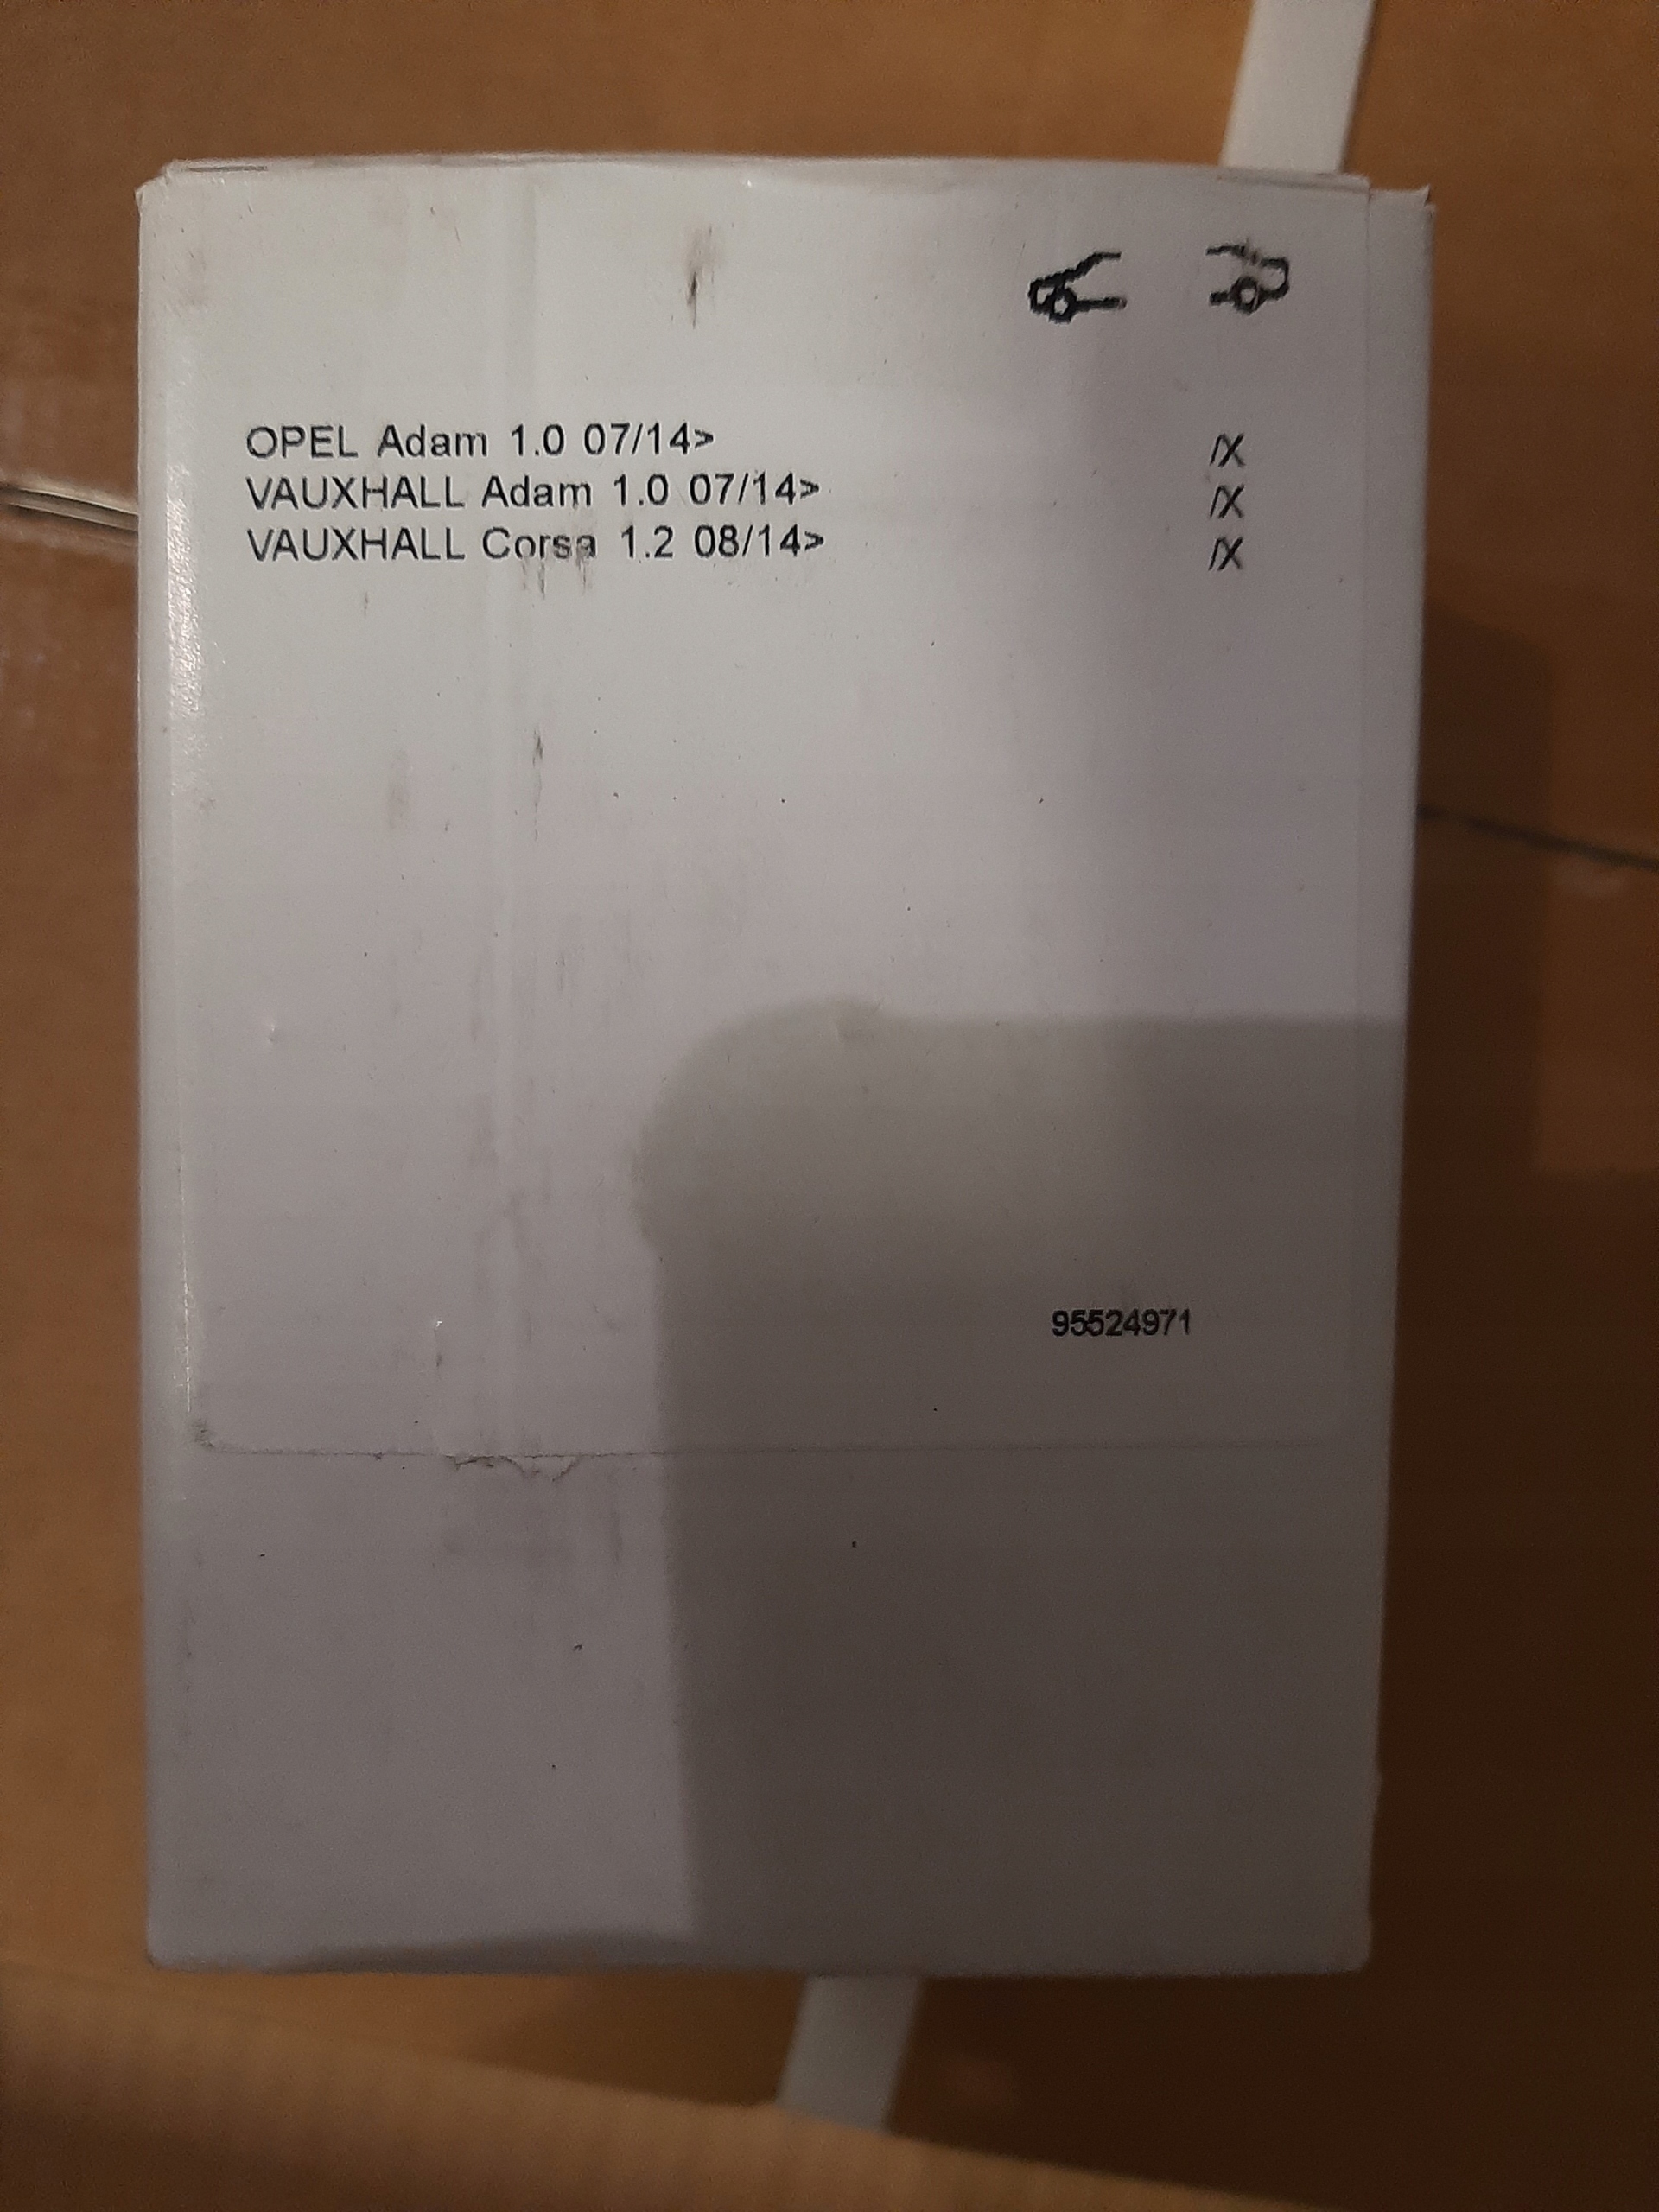 OPEL Adam 1.0 07/14> /X
VAUXHALL Adam 1.0 07/14> /X
VAUXHALL Corsa 1.2 08/14> /X
95524971